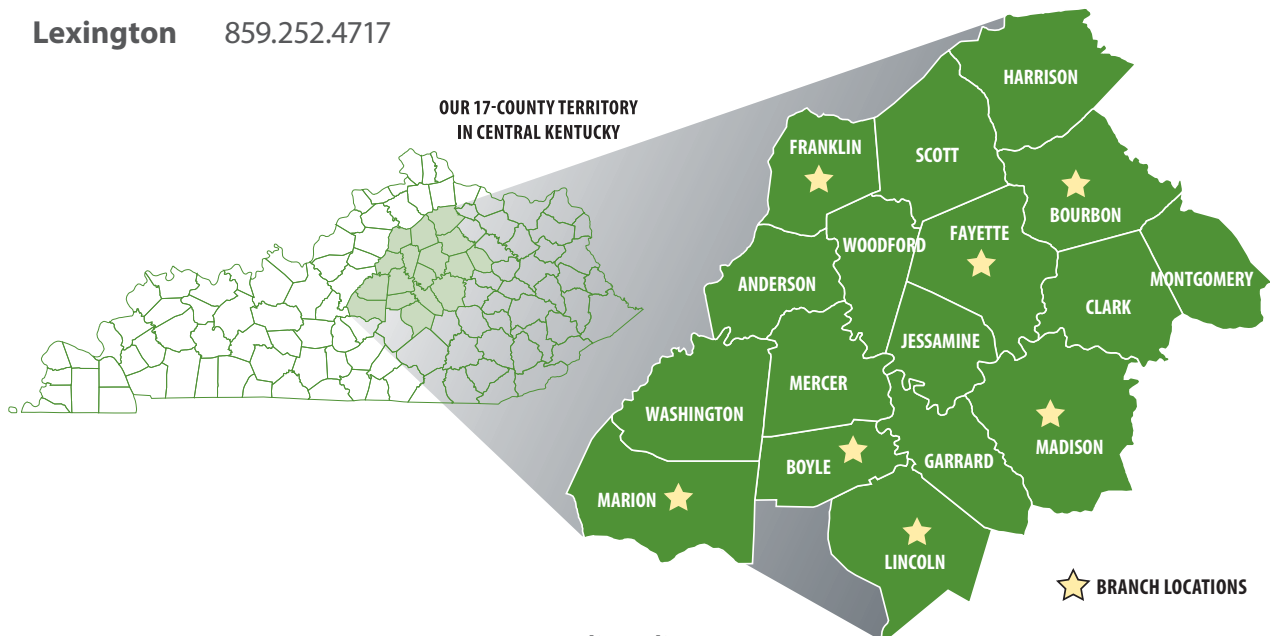 Lexington 859.252.4717
OUR 17-COUNTY TERRITORY
IN CENTRAL KENTUCKY
HARRISON
FRANKLIN
SCOTT
BOURBON
FAYETTE
WOODFORD
MONTGOMERY
ANDERSON
CLARK
JESSAMINE
MERCER
WASHINGTON
MADISON
GARRARD
BOYLE
MARION
LINCOLN
BRANCH LOCATIONS